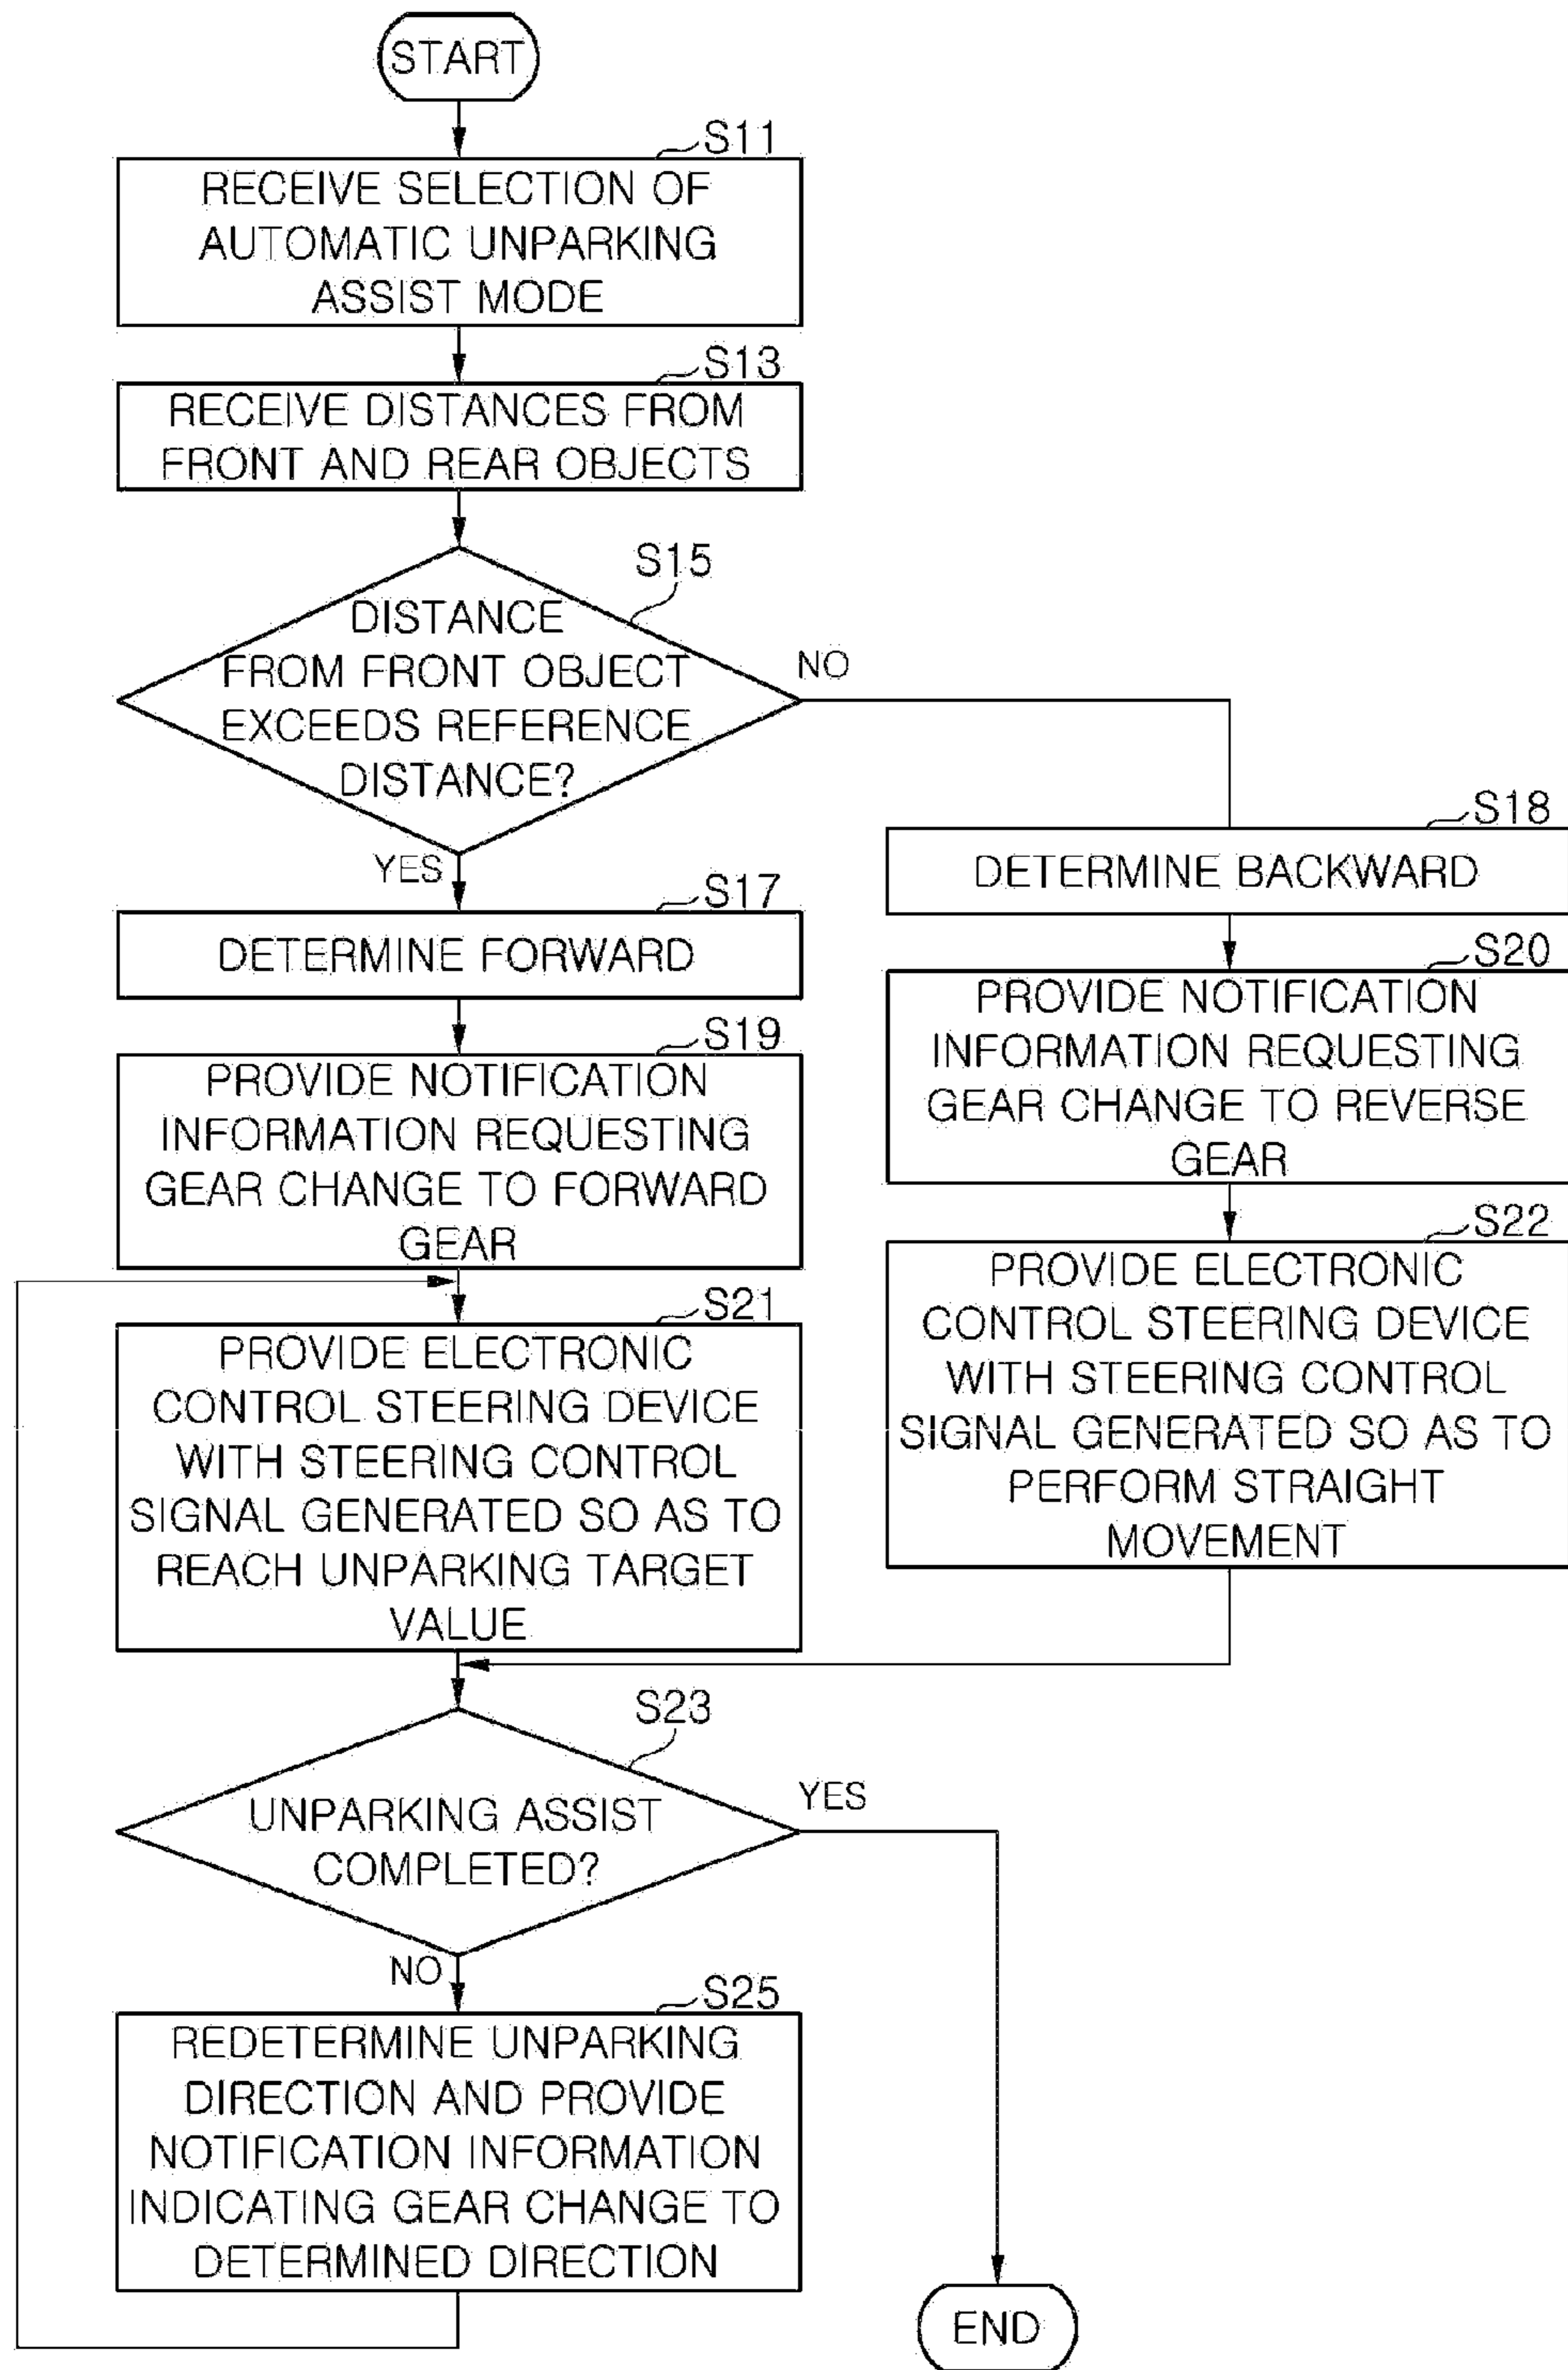 START
S11
RECEIVE SELECTION OF
AUTOMATIC UNPARKING
ASSIST MODE
S13
RECEIVE DISTANCES FROM
FRONT AND REAR OBJECTS
S15
DISTANCE
FROM FRONT OBJECT
EXCEEDS REFERENCE
DISTANCE?
NO
YES
S17
DETERMINE FORWARD
S18
DETERMINE BACKWARD
S19
PROVIDE NOTIFICATION
INFORMATION REQUESTING
GEAR CHANGE TO FORWARD
GEAR
S20
PROVIDE NOTIFICATION
INFORMATION REQUESTING
GEAR CHANGE TO REVERSE
GEAR
S21
PROVIDE ELECTRONIC
CONTROL STEERING DEVICE
WITH STEERING CONTROL
SIGNAL GENERATED SO AS TO
REACH UNPARKING TARGET
VALUE
S22
PROVIDE ELECTRONIC
CONTROL STEERING DEVICE
WITH STEERING CONTROL
SIGNAL GENERATED SO AS TO
PERFORM STRAIGHT
MOVEMENT
S23
UNPARKING ASSIST
COMPLETED?
YES
NO
S25
REDETERMINE UNPARKING
DIRECTION AND PROVIDE
NOTIFICATION INFORMATION
INDICATING GEAR CHANGE TO
DETERMINED DIRECTION
END